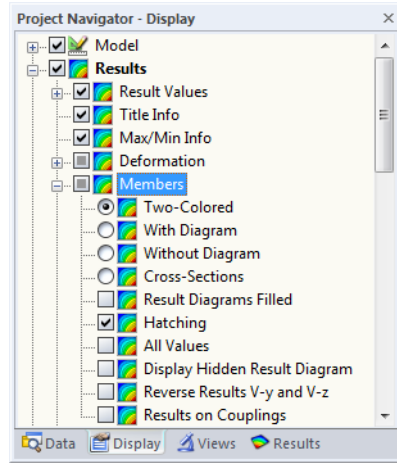 Project Navigator - Display
Model
Results
Result Values
Title Info
Max/Min Info
Deformation
Members
Two-Colored
With Diagram
Without Diagram
Cross-Sections
Result Diagrams Filled
Hatching
All Values
Display Hidden Result Diagram
Reverse Results V-y and V-z
Results on Couplings
Data Display Views Results